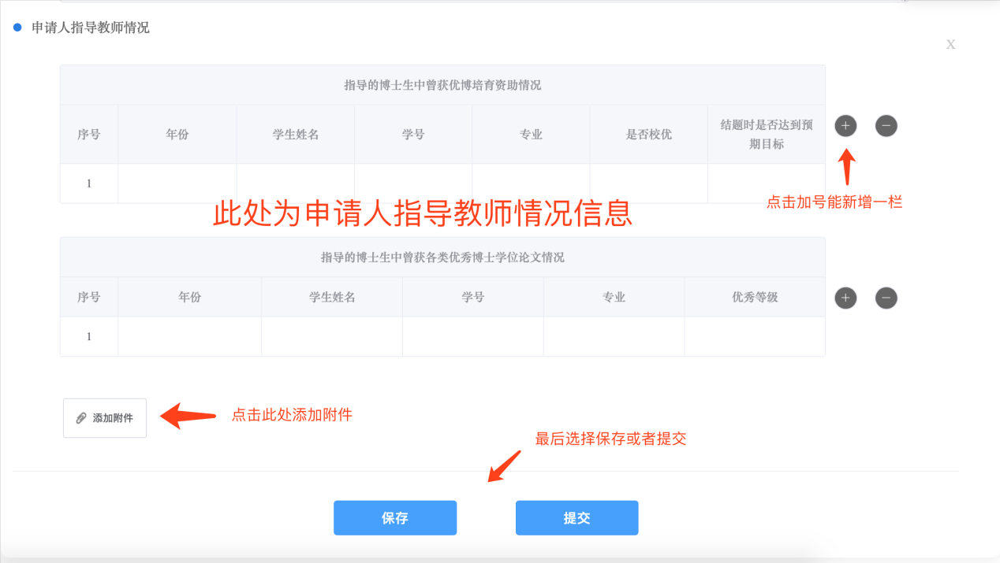 申请人指导教师情况
X
指导的博士生中曾获优博培育资助情况
序号 年份 学生姓名 学号 专业 是否校优 结题时是否达到预
期目标
1
点击加号能新增一栏
此处为申请人指导教师情况信息
指导的博士生中曾获各类优秀博士学位论文情况
序号 年份 学生姓名 学号 专业 优秀等级
1
添加附件
点击此处添加附件
最后选择保存或者提交
保存 提交